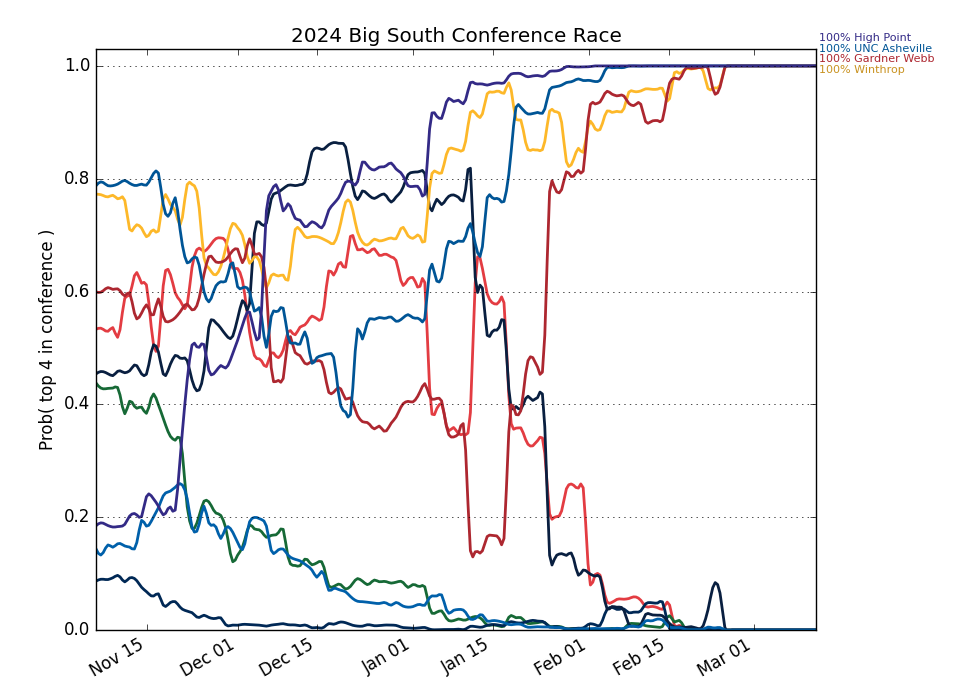 2024 Big South Conference Race
100% High Point
100% UNC Asheville
100% Gardner Webb
100% Winthrop
Prob( top 4 in conference )
1.0
0.8
0.6
0.4
0.2
0.0
Nov 15
Dec 01
Dec 15
Jan 01
Jan 15
Feb 01
Feb 15
Mar 01